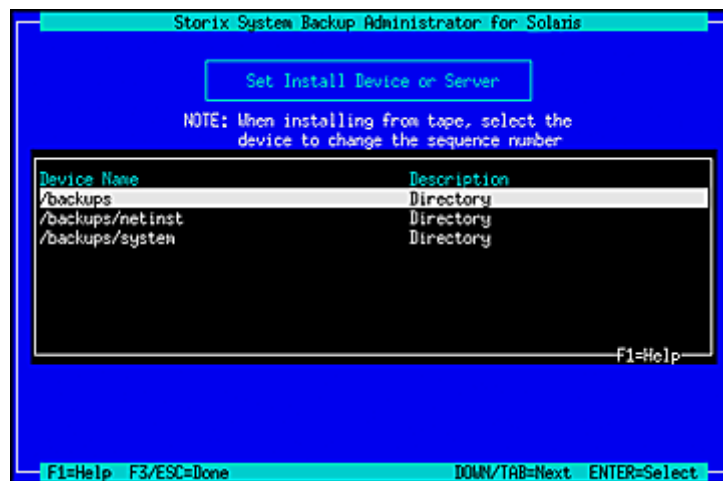 Storix System Backup Administrator for Solaris
Set Install Device or Server
NOTE: When installing from tape, select the
device to change the sequence number
Device Name Description
/backups Directory
/backups/netinst Directory
/backups/system Directory
F1=Help
F1=Help F3/ESC=Done DOWN/TAB=Next ENTER=Select